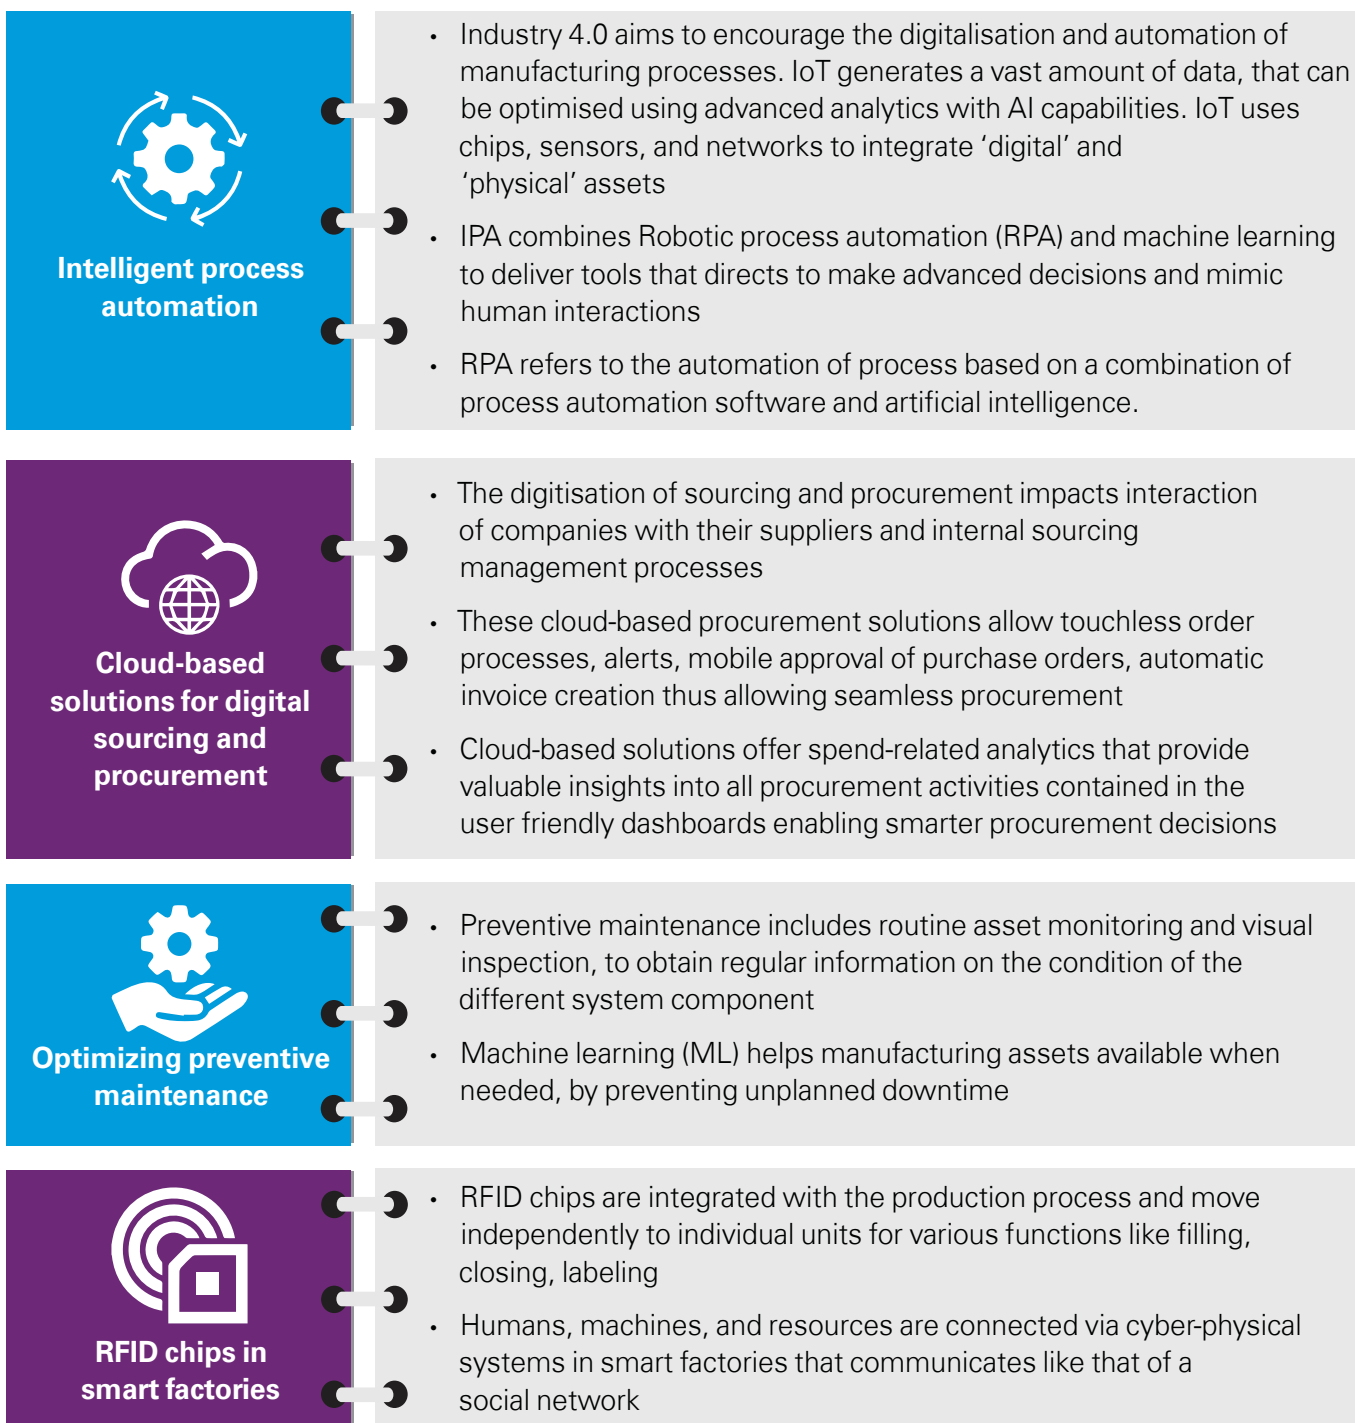 Intelligent process
automation
• Industry 4.0 aims to encourage the digitalisation and automation of
manufacturing processes. IoT generates a vast amount of data, that can
be optimised using advanced analytics with AI capabilities. IoT uses
chips, sensors, and networks to integrate ‘digital’ and
‘physical’ assets
• IPA combines Robotic process automation (RPA) and machine learning
to deliver tools that directs to make advanced decisions and mimic
human interactions
• RPA refers to the automation of process based on a combination of
process automation software and artificial intelligence.
Cloud-based
solutions for digital
sourcing and
procurement
• The digitisation of sourcing and procurement impacts interaction
of companies with their suppliers and internal sourcing
management processes
• These cloud-based procurement solutions allow touchless order
processes, alerts, mobile approval of purchase orders, automatic
invoice creation thus allowing seamless procurement
• Cloud-based solutions offer spend-related analytics that provide
valuable insights into all procurement activities contained in the
user friendly dashboards enabling smarter procurement decisions
Optimizing preventive
maintenance
• Preventive maintenance includes routine asset monitoring and visual
inspection, to obtain regular information on the condition of the
different system component
• Machine learning (ML) helps manufacturing assets available when
needed, by preventing unplanned downtime
RFID chips in
smart factories
• RFID chips are integrated with the production process and move
independently to individual units for various functions like filling,
closing, labeling
• Humans, machines, and resources are connected via cyber-physical
systems in smart factories that communicates like that of a
social network